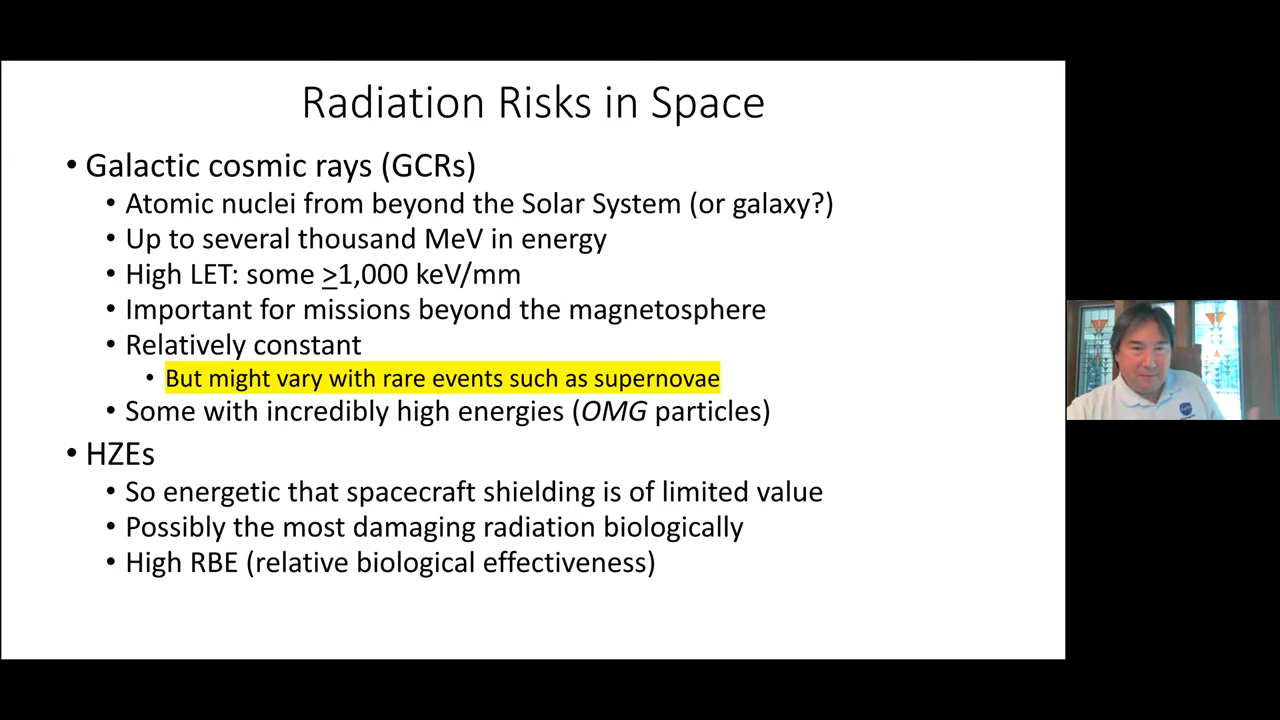 Radiation Risks in Space
• Galactic cosmic rays (GCRs)
• Atomic nuclei from beyond the Solar System (or galaxy?)
• Up to several thousand MeV in energy
• High LET: some >1,000 keV/mm
• Important for missions beyond the magnetosphere
• Relatively constant
• But might vary with rare events such as supernovae
• Some with incredibly high energies (OMG particles)
• HZEs
• So energetic that spacecraft shielding is of limited value
• Possibly the most damaging radiation biologically
• High RBE (relative biological effectiveness)